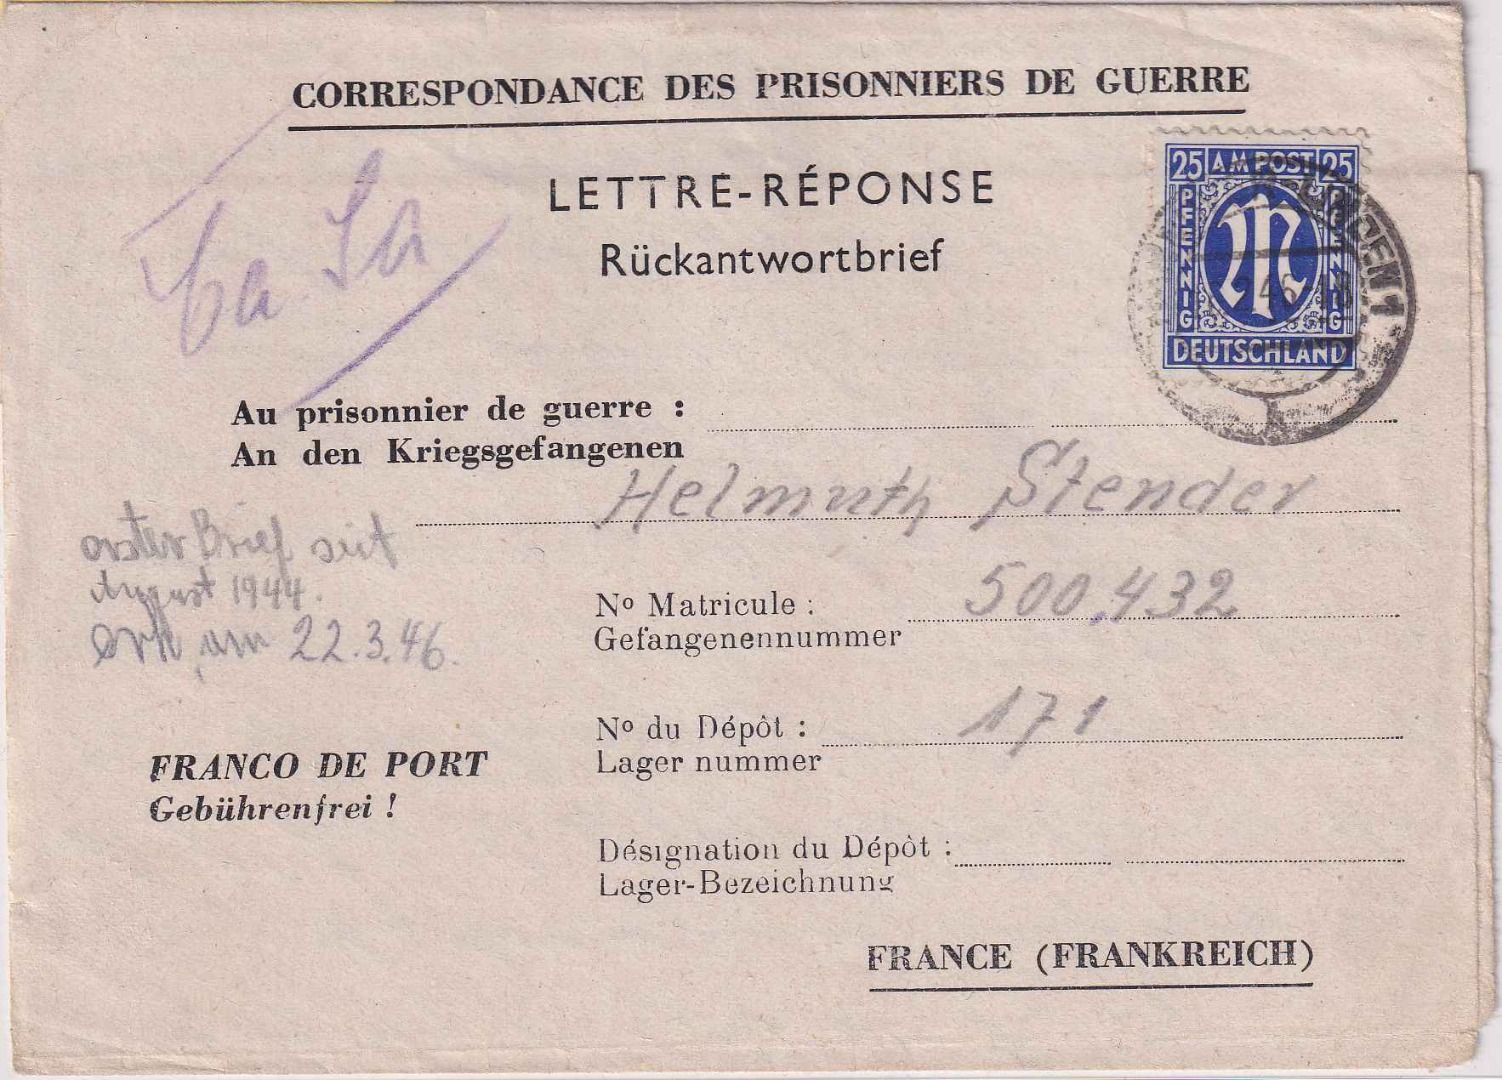 CORRESPONDANCE DES PRISONNIERS DE GUERRE
LETTRE-RÉPONSE
Rückantwortbrief
25 AM POST 25
PFENNIG PFENNIG
DEUTSCHLAND
Au prisonnier de guerre :
An den Kriegsgefangenen
Helmuth Stender
erster Brief seit
August 1944.
am 22.3.46.
Nº Matricule : 500.432
Gefangenennummer
Nº du Dépôt : 171
Lager nummer
FRANCO DE PORT
Gebührenfrei !
Désignation du Dépôt :
Lager-Bezeichnung
FRANCE (FRANKREICH)